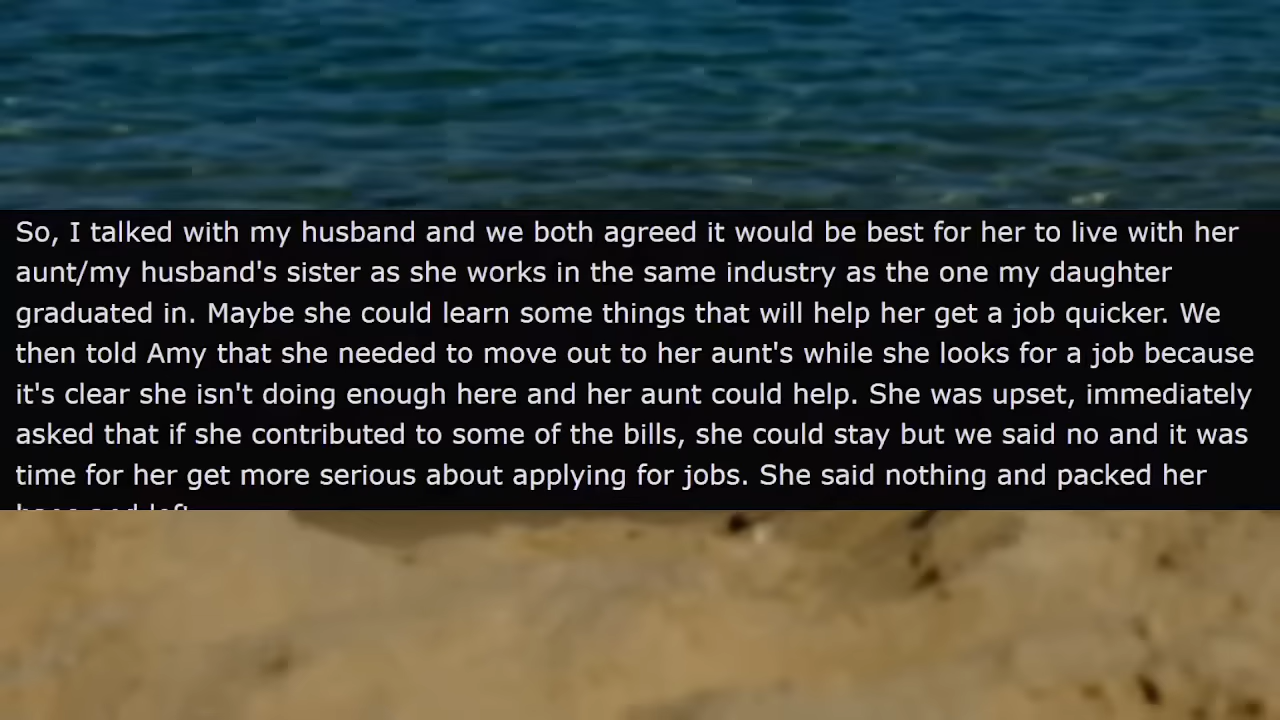 So, I talked with my husband and we both agreed it would be best for her to live with her
aunt/my husband's sister as she works in the same industry as the one my daughter
graduated in. Maybe she could learn some things that will help her get a job quicker. We
then told Amy that she needed to move out to her aunt's while she looks for a job because
it's clear she isn't doing enough here and her aunt could help. She was upset, immediately
asked that if she contributed to some of the bills, she could stay but we said no and it was
time for her get more serious about applying for jobs. She said nothing and packed her